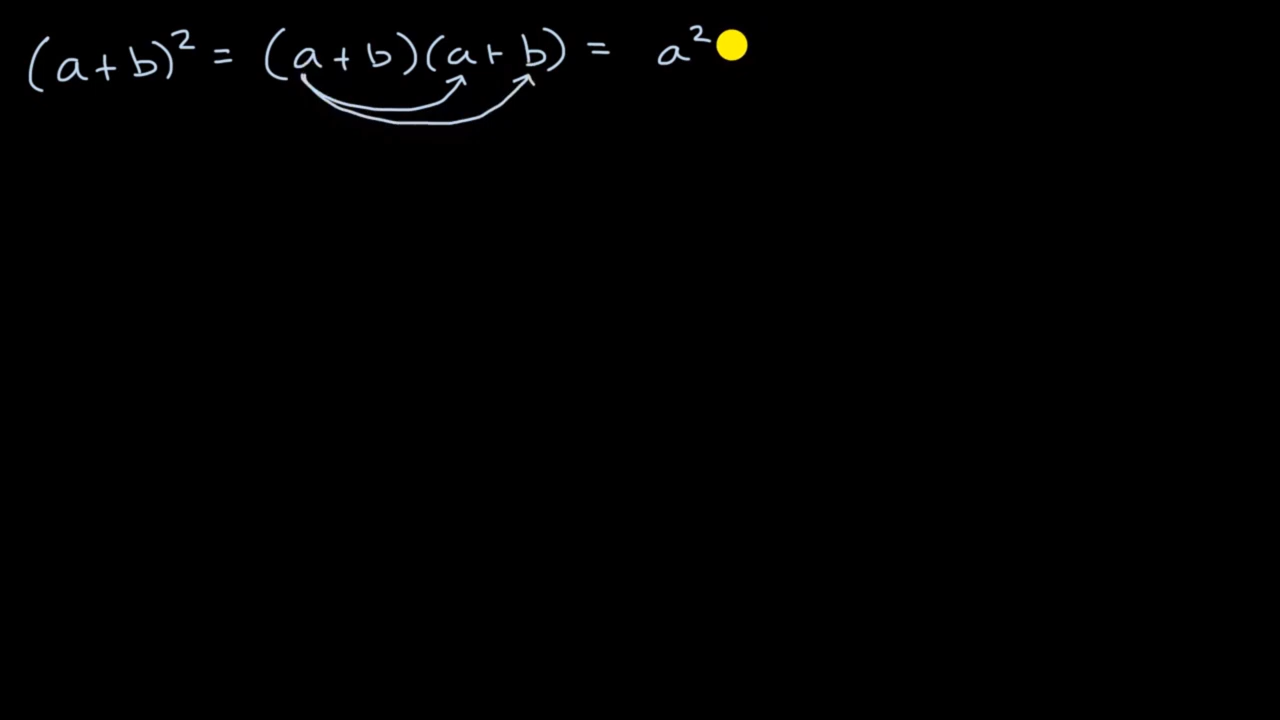 (a+b)² = (a+b)(a+b) = a²